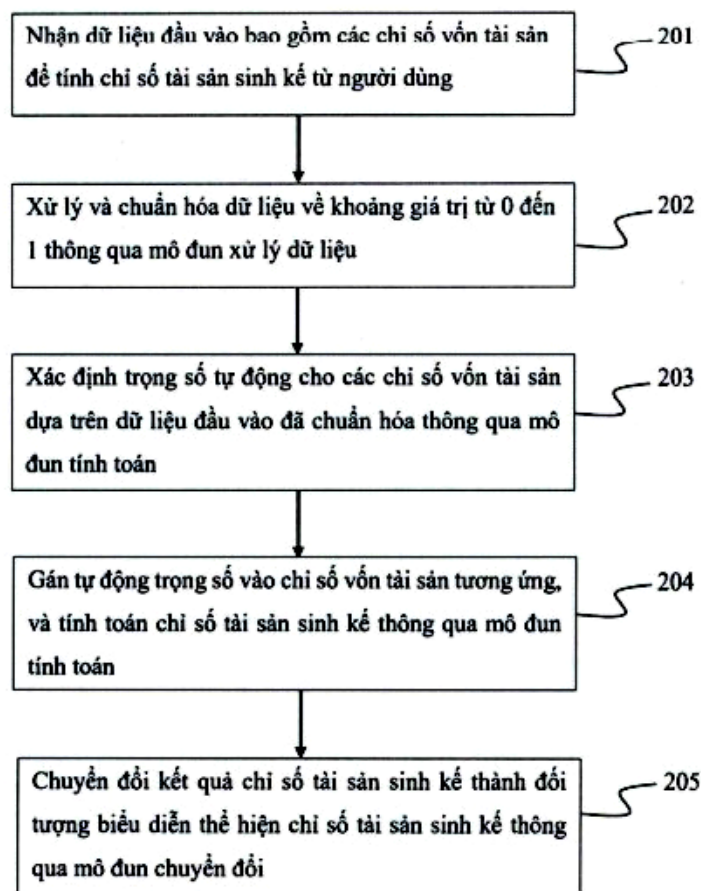 Nhận dữ liệu đầu vào bao gồm các chỉ số vốn tài sản
để tính chỉ số tài sản sinh kế từ người dùng
201
Xử lý và chuẩn hóa dữ liệu về khoảng giá trị từ 0 đến
1 thông qua mô đun xử lý dữ liệu
202
Xác định trọng số tự động cho các chỉ số vốn tài sản
dựa trên dữ liệu đầu vào đã chuẩn hóa thông qua mô
đun tính toán
203
Gán tự động trọng số vào chỉ số vốn tài sản tương ứng,
và tính toán chỉ số tài sản sinh kế thông qua mô đun
tính toán
204
Chuyển đổi kết quả chỉ số tài sản sinh kế thành đối
tượng biểu diễn thể hiện chỉ số tài sản sinh kế thông
qua mô đun chuyển đổi
205